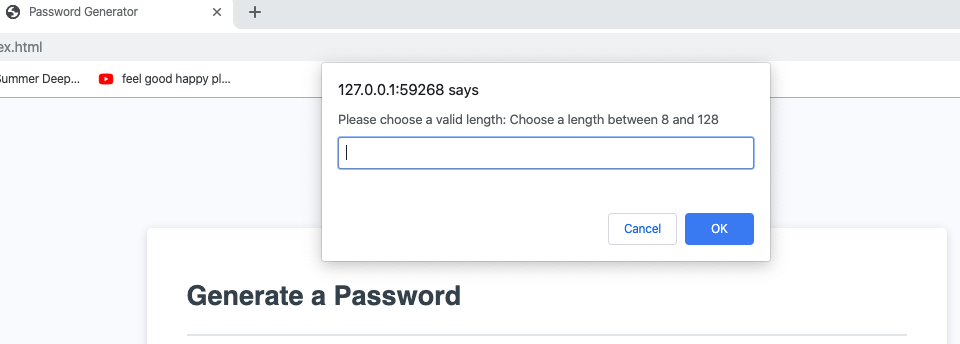 Password Generator
ex.html
Summer Deep...
feel good happy pl...
127.0.0.1:59268 says
Please choose a valid length: Choose a length between 8 and 128
Cancel
OK
Generate a Password